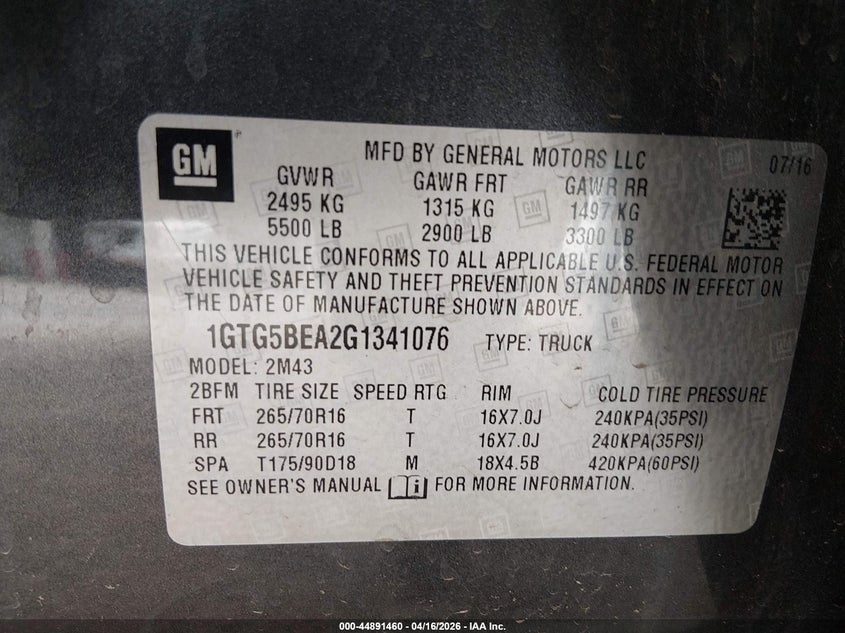 GM
MFD BY GENERAL MOTORS LLC 07/16
GVWR GAWR FRT GAWR RR
2495 KG 1315 KG 1497 KG
5500 LB 2900 LB 3300 LB
THIS VEHICLE CONFORMS TO ALL APPLICABLE U.S. FEDERAL MOTOR
VEHICLE SAFETY AND THEFT PREVENTION STANDARDS IN EFFECT ON
THE DATE OF MANUFACTURE SHOWN ABOVE.
1GTG5BEA2G1341076 TYPE: TRUCK
MODEL: 2M43
2BFM TIRE SIZE SPEED RTG RIM COLD TIRE PRESSURE
FRT 265/70R16 T 16X7.0J 240KPA(35PSI)
RR 265/70R16 T 16X7.0J 240KPA(35PSI)
SPA T175/90D18 M 18X4.5B 420KPA(60PSI)
SEE OWNER'S MANUAL i FOR MORE INFORMATION.
000-44891460 - 04/16/2026 - IAA Inc.